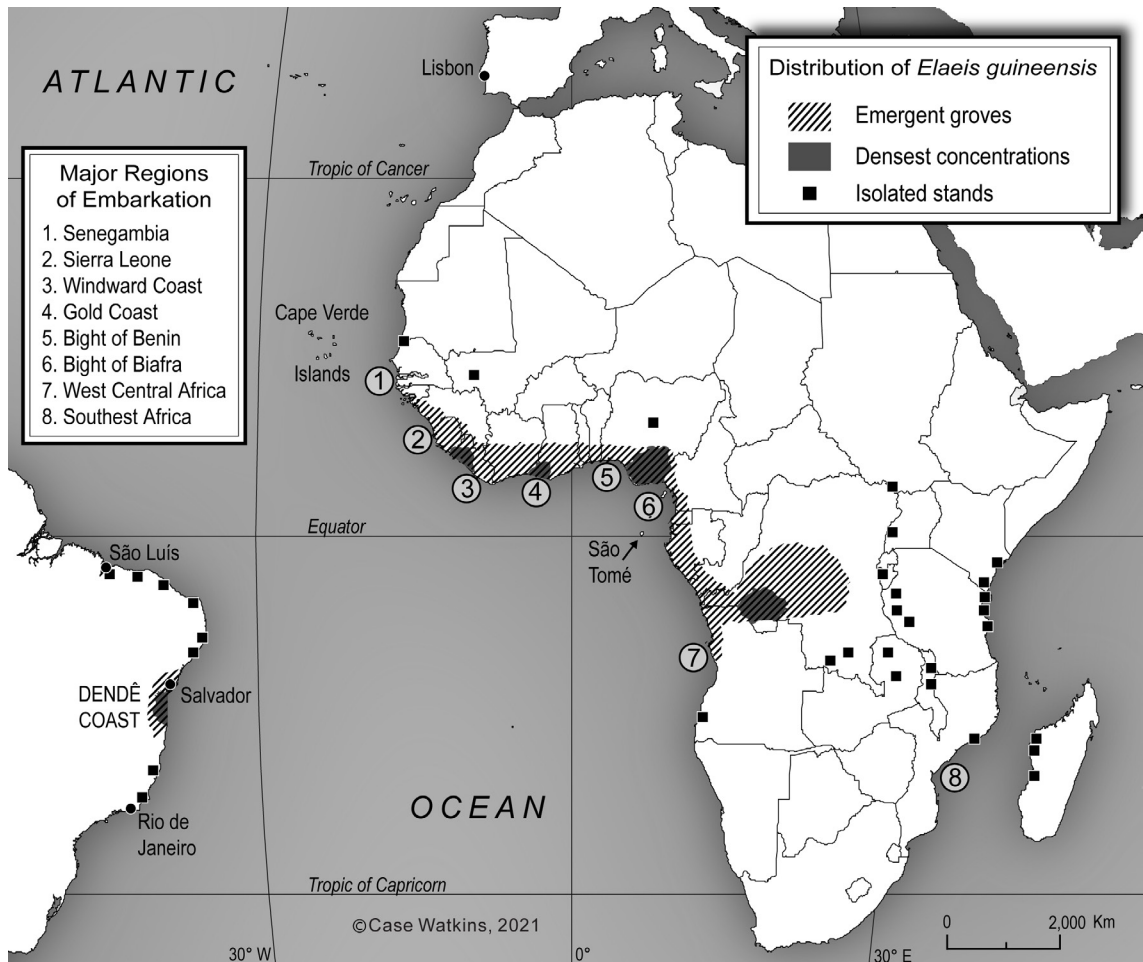 ATLANTIC
Lisbon
Distribution of Elaeis guineensis
Emergent groves
Densest concentrations
Isolated stands
Major Regions
of Embarkation
1. Senegambia
2. Sierra Leone
3. Windward Coast
4. Gold Coast
5. Bight of Benin
6. Bight of Biafra
7. West Central Africa
8. Southest Africa
Tropic of Cancer
Cape Verde
Islands
1
2
3
4
5
6
Equator
São
Tomé
São Luís
7
DENDÊ
COAST
Salvador
8
OCEAN
Rio de
Janeiro
Tropic of Capricorn
©Case Watkins, 2021
0 2,000 Km
30° W
0°
30° E